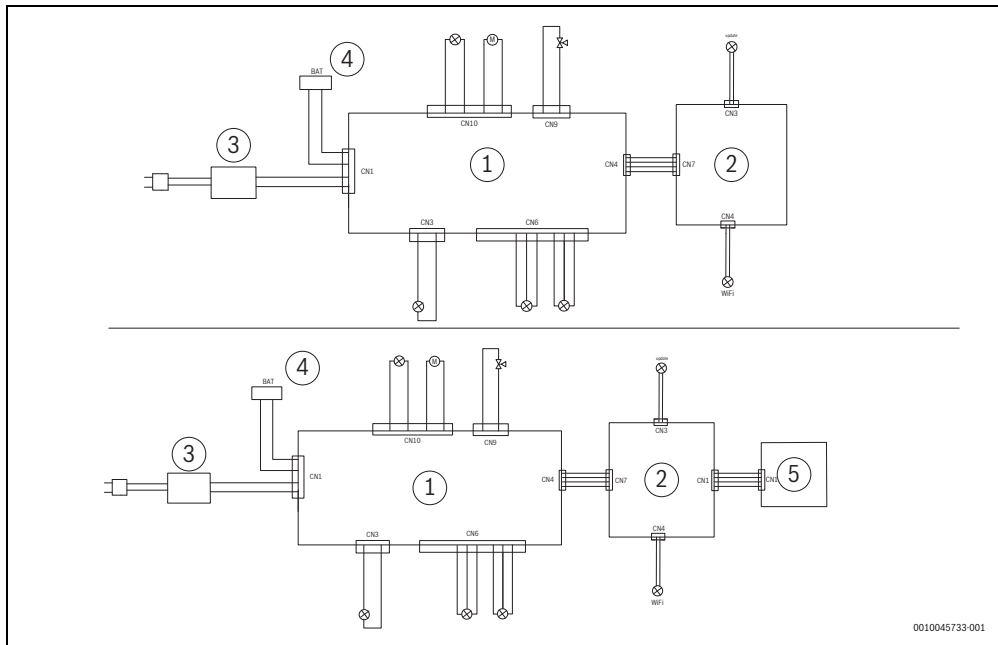 update
4
BAT
M
CN10
CN9
CN3
3
1
CN4
CN7
2
CN1
CN3
CN6
CN4
WiFi
update
4
BAT
M
CN10
CN9
CN3
3
CN1
1
CN4
CN7
2
CN1
CN1
5
CN3
CN6
CN4
WiFi
0010045733-001